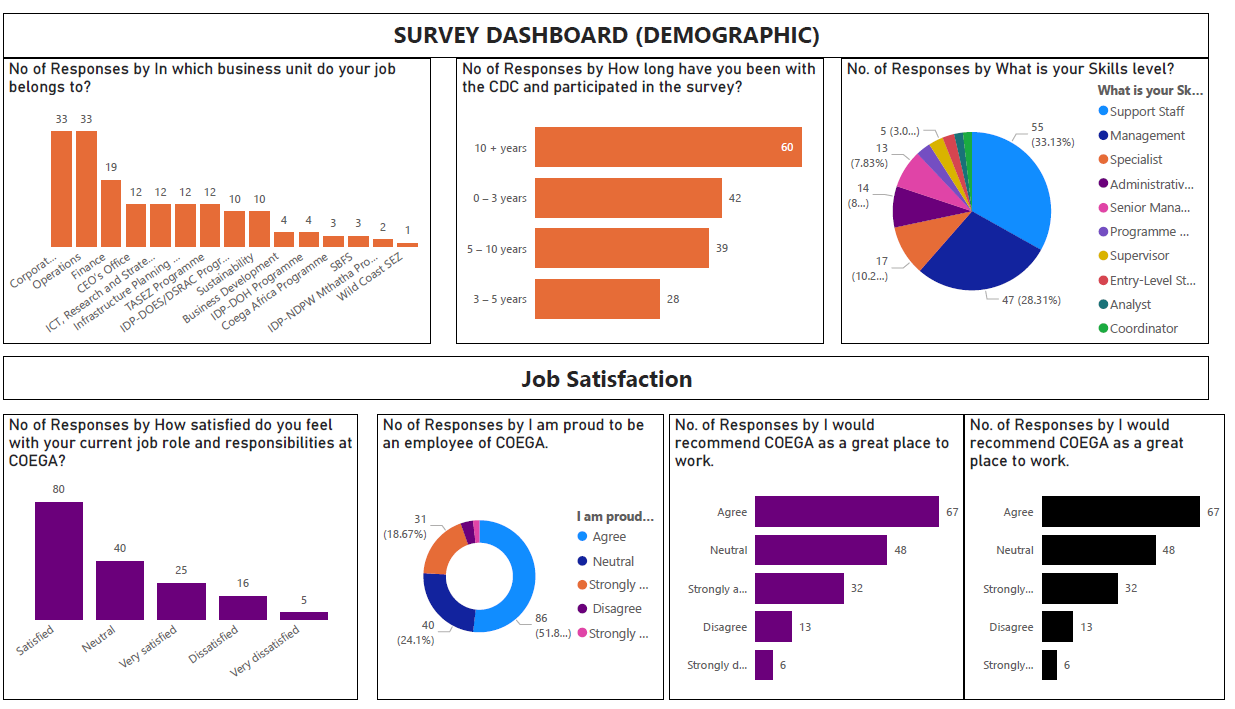 SURVEY DASHBOARD (DEMOGRAPHIC)
No of Responses by In which business unit do your job
belongs to?
33
33
19
12
12
12
12
10
10
4
4
3
3
2
1
Corporat...
Operations
Finance
CEO's Office
ICT, Research and Strate...
Infrastructure Planning ...
TASEZ Programme
IDP-DOES/DSRAC Progr...
Sustainability
Business Development
IDP-DOH Programme
Coega Africa Programme
SBFS
IDP-NDPW Mthatha Pro...
Wild Coast SEZ
No of Responses by How long have you been with
the CDC and participated in the survey?
10 + years
60
0 – 3 years
42
5 – 10 years
39
3 – 5 years
28
No. of Responses by What is your Skills level?
What is your Sk...
Support Staff
Management
Specialist
Administrativ...
Senior Mana...
Programme ...
Supervisor
Entry-Level St...
Analyst
Coordinator
55
(33.13%)
47 (28.31%)
17
(10.2...)
14
(8...)
13
(7.83%)
5 (3.0...)
Job Satisfaction
No of Responses by How satisfied do you feel
with your current job role and responsibilities at
COEGA?
80
40
25
16
5
Satisfied
Neutral
Very satisfied
Dissatisfied
Very dissatisfied
No of Responses by I am proud to be
an employee of COEGA.
31
(18.67%)
40
(24.1%)
86
(51.8...)
I am proud...
Agree
Neutral
Strongly ...
Disagree
Strongly ...
No. of Responses by I would
recommend COEGA as a great place to
work.
Agree
67
Neutral
48
Strongly a...
32
Disagree
13
Strongly d...
6
No. of Responses by I would
recommend COEGA as a great
place to work.
Agree
67
Neutral
48
Strongly...
32
Disagree
13
Strongly...
6